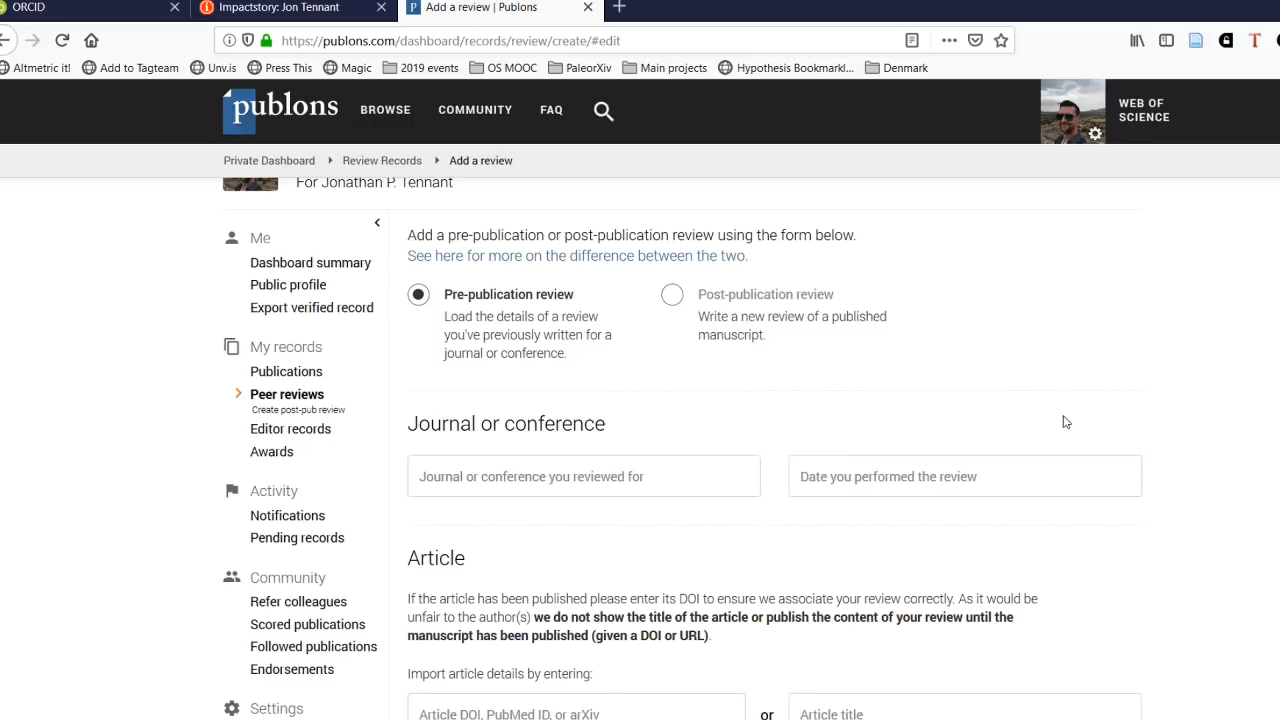 ORCID
Impactstory: Jon Tennant
Add a review | Publons
https://publons.com/dashboard/records/review/create/#edit
Altmetric it!
Add to Tagteam
Unv.is
Press This
Magic
2019 events
OS MOOC
PaleorXiv
Main projects
Hypothesis Bookmarkl...
Denmark
publons
BROWSE
COMMUNITY
FAQ
WEB OF
SCIENCE
Private Dashboard
Review Records
Add a review
For Jonathan P. Tennant
Me
Dashboard summary
Public profile
Export verified record
My records
Publications
Peer reviews
Create post-pub review
Editor records
Awards
Activity
Notifications
Pending records
Community
Refer colleagues
Scored publications
Followed publications
Endorsements
Settings
Add a pre-publication or post-publication review using the form below.
See here for more on the difference between the two.
Pre-publication review
Load the details of a review
you've previously written for a
journal or conference.
Post-publication review
Write a new review of a published
manuscript.
Journal or conference
Journal or conference you reviewed for
Date you performed the review
Article
If the article has been published please enter its DOI to ensure we associate your review correctly. As it would be
unfair to the author(s) we do not show the title of the article or publish the content of your review until the
manuscript has been published (given a DOI or URL).
Import article details by entering:
Article DOI, PubMed ID, or arXiv
or
Article title